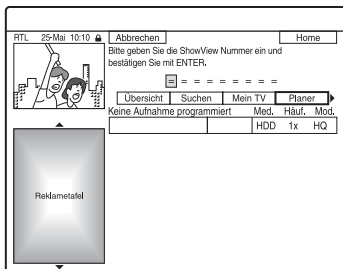 RTL 25-Mai 10:10 Abbrechen Home
Bitte geben Sie die ShowView Nummer ein und
bestätigen Sie mit ENTER.
= = = = = = = = =
Übersicht Suchen Mein TV Planer
Keine Aufnahme programmiert Med. Häuf. Mod.
HDD 1x HQ
Reklametafel